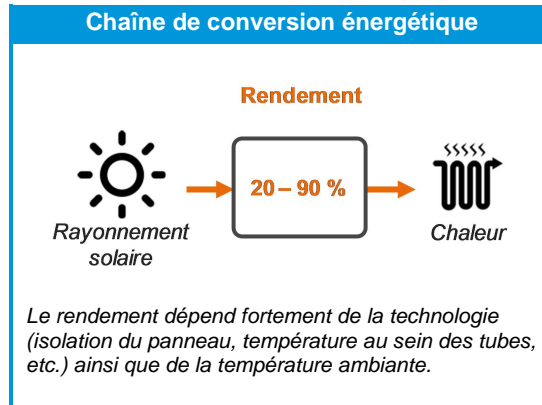 Chaîne de conversion énergétique
Rendement
20 – 90 %
Rayonnement
solaire
Chaleur
Le rendement dépend fortement de la technologie
(isolation du panneau, température au sein des tubes,
etc.) ainsi que de la température ambiante.